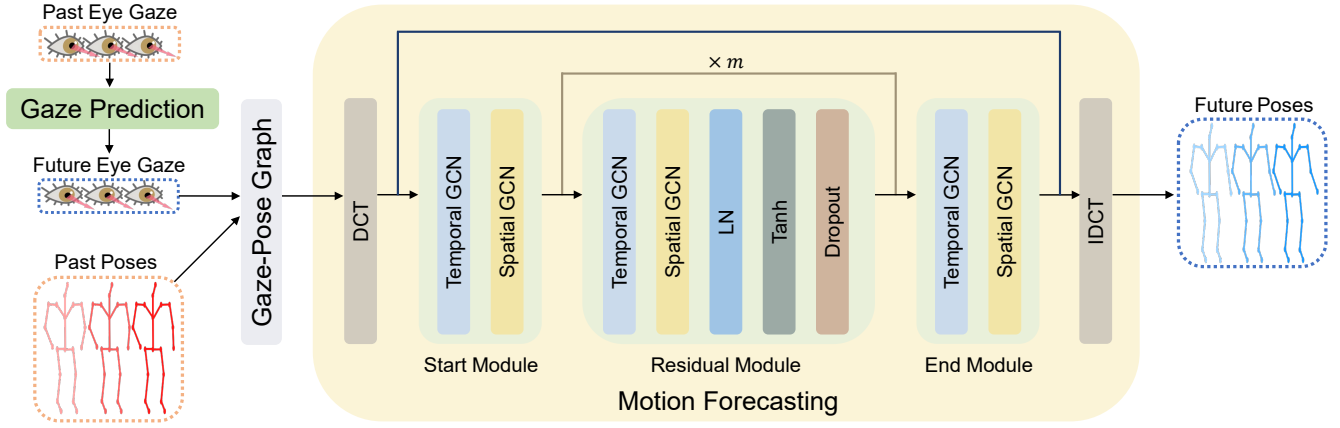 Past Eye Gaze
Gaze Prediction
Future Eye Gaze
Past Poses
Gaze-Pose Graph
DCT
Temporal GCN
Spatial GCN
Start Module
× m
Temporal GCN
Spatial GCN
LN
Tanh
Dropout
Residual Module
Temporal GCN
Spatial GCN
End Module
IDCT
Motion Forecasting
Future Poses